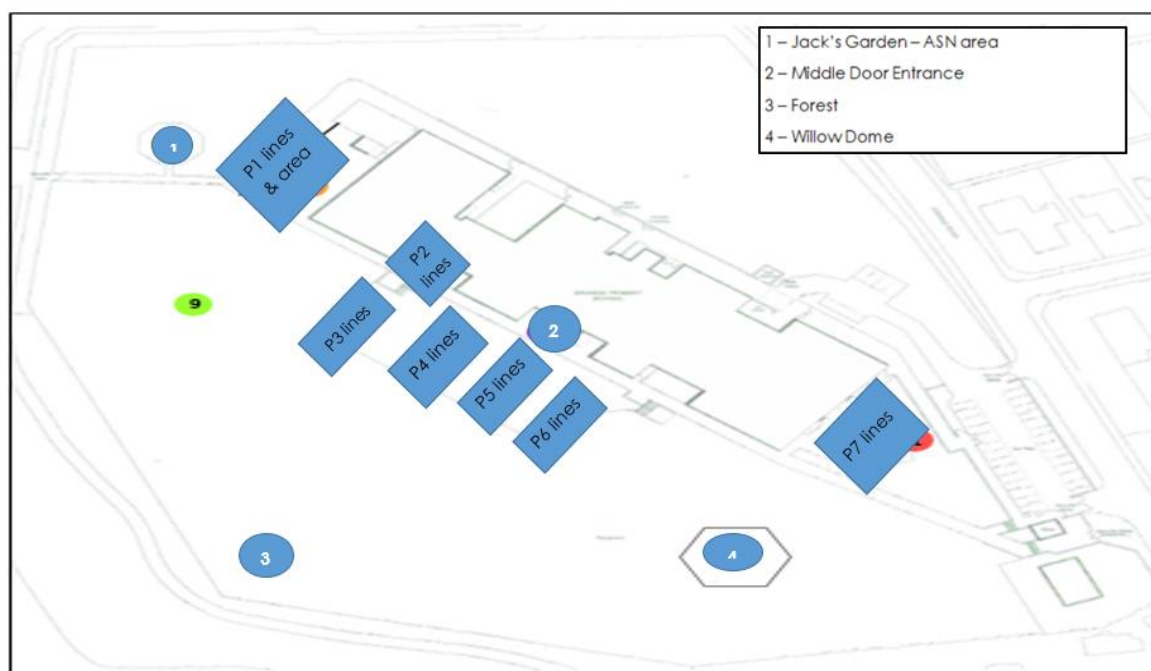 1 – Jack's Garden – ASN area
2 – Middle Door Entrance
3 – Forest
4 – Willow Dome
1
P1 lines
& area
P2
lines
9
P3 lines
2
P4 lines
P5 lines
P6 lines
P7 lines
3
4